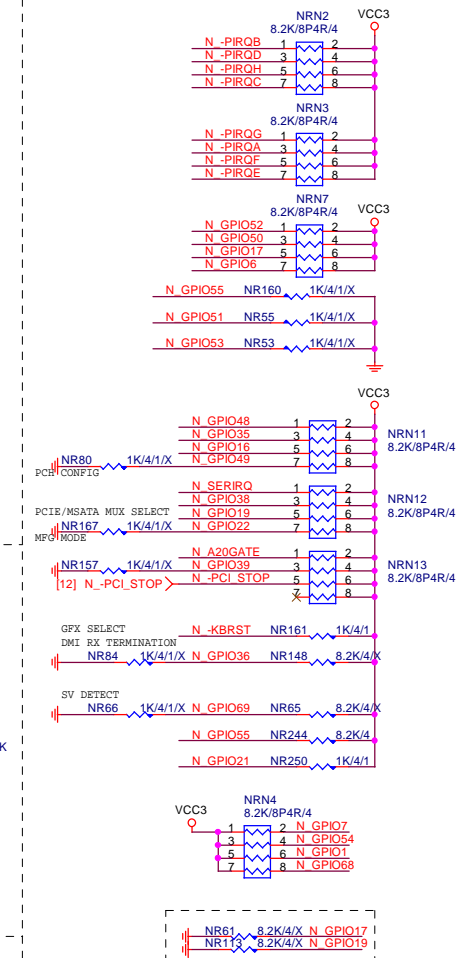 NRN2
8.2K/8P4R/4
VCC3
N_-PIRQB 1 2
N_-PIRQD 3 4
N_-PIRQH 5 6
N_-PIRQC 7 8
NRN3
8.2K/8P4R/4
N_-PIRQG 1 2
N_-PIRQA 3 4
N_-PIRQF 5 6
N_-PIRQE 7 8
NRN7
8.2K/8P4R/4
VCC3
N_GPIO52 1 2
N_GPIO50 3 4
N_GPIO17 5 6
N_GPIO6 7 8
N_GPIO55 NR160 1K/4/1/X
N_GPIO51 NR55 1K/4/1/X
N_GPIO53 NR53 1K/4/1/X
VCC3
N_GPIO48 1 2
N_GPIO35 3 4
N_GPIO16 5 6
N_GPIO49 7 8
NRN11
8.2K/8P4R/4
NR80 1K/4/1/X
PCH CONFIG
N_SERIRQ 1 2
N_GPIO38 3 4
N_GPIO19 5 6
N_GPIO22 7 8
NRN12
8.2K/8P4R/4
PCIE/MSATA MUX SELECT
NR167 1K/4/1/X
MFG MODE
N_A20GATE 1 2
N_GPIO39 3 4
N_-PCI_STOP 5 6
7 8
NRN13
8.2K/8P4R/4
NR157 1K/4/1/X
[12] N_-PCI_STOP
GFX SELECT
N_-KBRST NR161 1K/4/1
DMI RX TERMINATION
NR84 1K/4/1/X N_GPIO36 NR148 8.2K/4/X
SV DETECT
NR66 1K/4/1/X N_GPIO69 NR65 8.2K/4/X
N_GPIO55 NR244 8.2K/4
K
N_GPIO21 NR250 1K/4/1
NRN4
8.2K/8P4R/4
VCC3
1 2 N_GPIO7
3 4 N_GPIO54
5 6 N_GPIO1
7 8 N_GPIO68
NR61 8.2K/4/X N_GPIO17
NR113 8.2K/4/X N_GPIO19